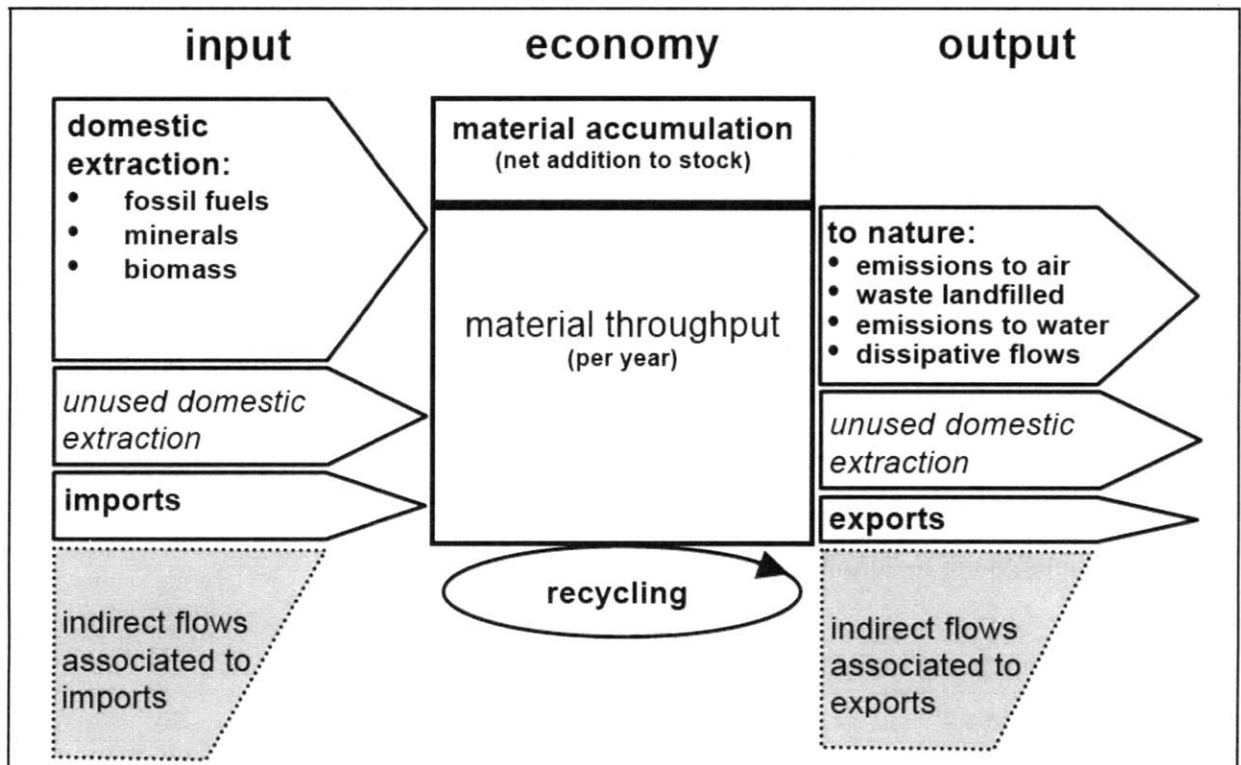 input
economy
output
domestic
extraction:
• fossil fuels
• minerals
• biomass
unused domestic
extraction
imports
indirect flows
associated to
imports
material accumulation
(net addition to stock)
material throughput
(per year)
recycling
to nature:
• emissions to air
• waste landfilled
• emissions to water
• dissipative flows
unused domestic
extraction
exports
indirect flows
associated to
exports